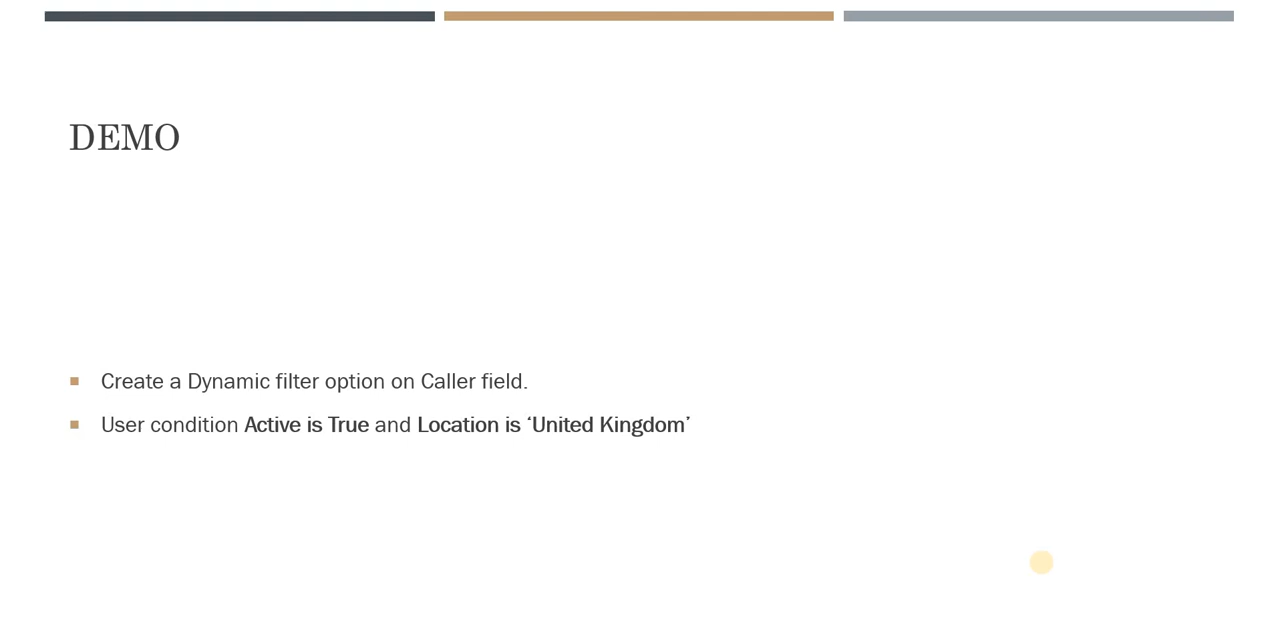 DEMO
Create a Dynamic filter option on Caller field.
User condition Active is True and Location is ‘United Kingdom’